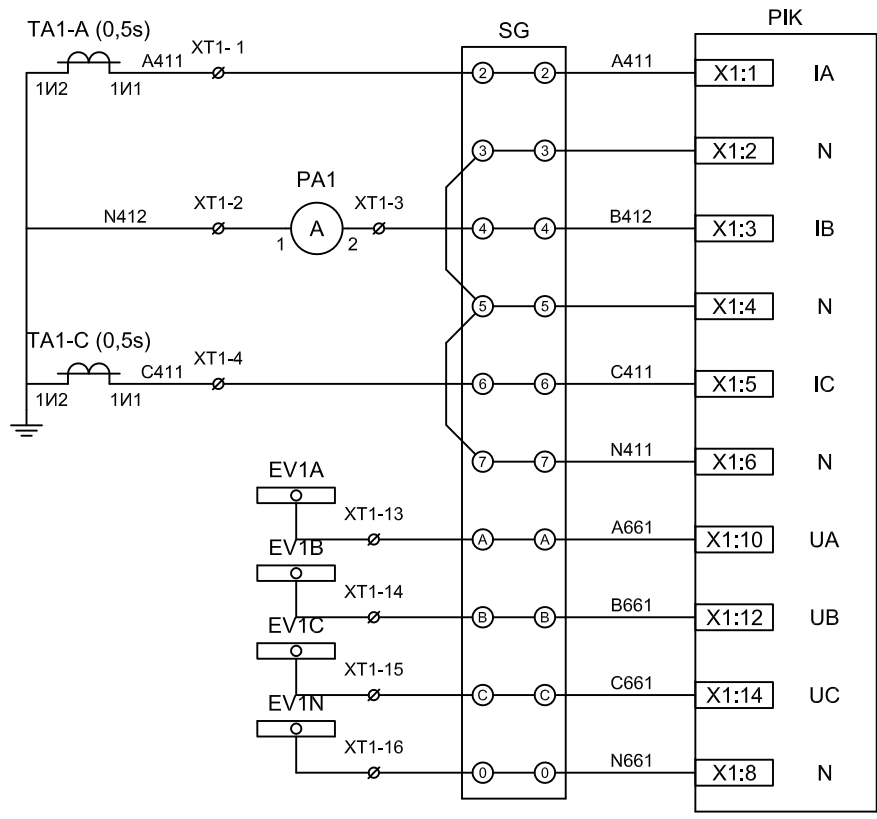 PIK
TA1-A (0,5s)
SG
A411
XT1- 1
A411
2
2
X1:1
IA
1И2
1И1
3
3
X1:2
N
PA1
N412
XT1-2
XT1-3
B412
1
A
2
4
4
X1:3
IB
5
5
X1:4
N
TA1-C (0,5s)
C411
XT1-4
C411
6
6
X1:5
IC
1И2
1И1
N411
7
7
X1:6
N
EV1A
XT1-13
A661
A
A
X1:10
UA
EV1B
XT1-14
B661
B
B
X1:12
UB
EV1C
XT1-15
C661
C
C
X1:14
UC
EV1N
XT1-16
N661
0
0
X1:8
N